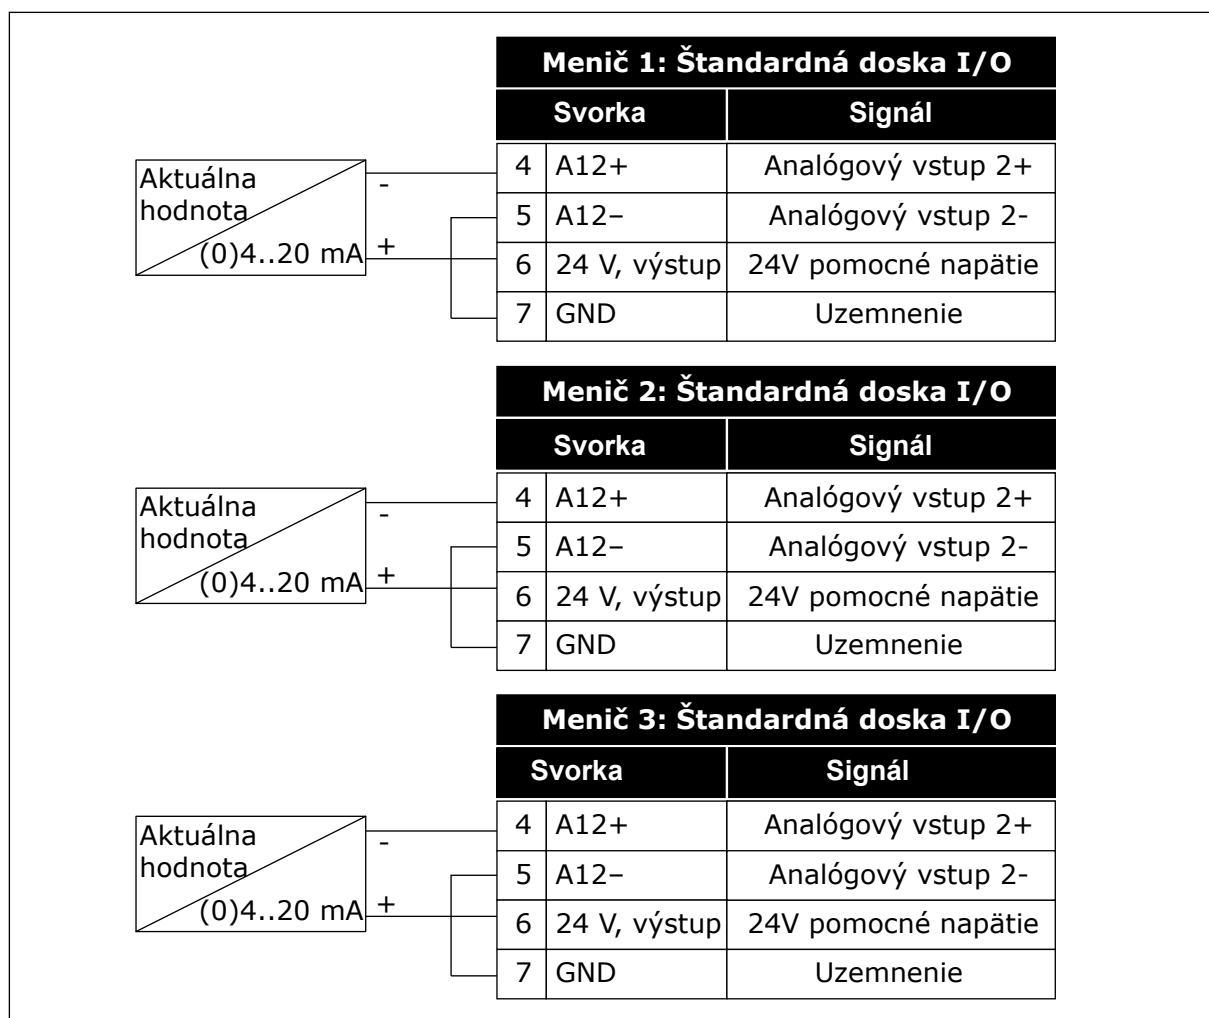 Menič 1: Štandardná doska I/O
Svorka Signál
Aktuálna
hodnota
(0)4..20 mA
-
+
4 A12+ Analógový vstup 2+
5 A12– Analógový vstup 2-
6 24 V, výstup 24V pomocné napätie
7 GND Uzemnenie
Menič 2: Štandardná doska I/O
Svorka Signál
Aktuálna
hodnota
(0)4..20 mA
-
+
4 A12+ Analógový vstup 2+
5 A12– Analógový vstup 2-
6 24 V, výstup 24V pomocné napätie
7 GND Uzemnenie
Menič 3: Štandardná doska I/O
Svorka Signál
Aktuálna
hodnota
(0)4..20 mA
-
+
4 A12+ Analógový vstup 2+
5 A12– Analógový vstup 2-
6 24 V, výstup 24V pomocné napätie
7 GND Uzemnenie